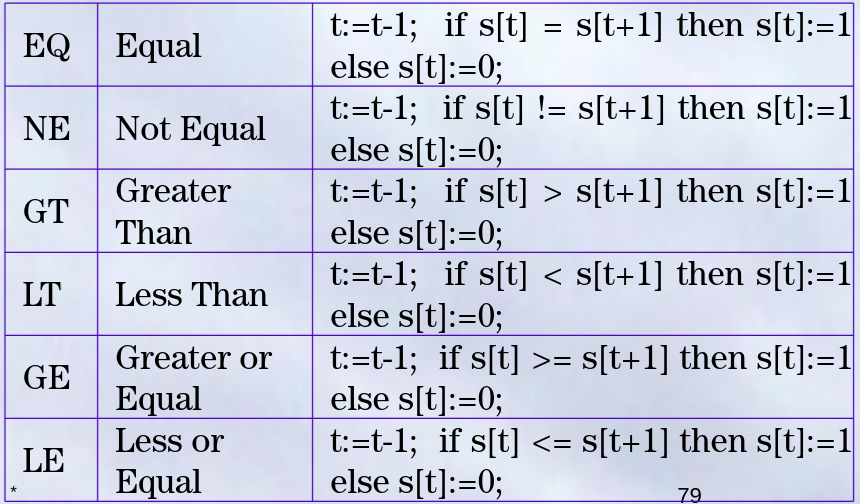 EQ Equal t:=t-1; if s[t] = s[t+1] then s[t]:=1
else s[t]:=0;
NE Not Equal t:=t-1; if s[t] != s[t+1] then s[t]:=1
else s[t]:=0;
GT Greater Than t:=t-1; if s[t] > s[t+1] then s[t]:=1
else s[t]:=0;
LT Less Than t:=t-1; if s[t] < s[t+1] then s[t]:=1
else s[t]:=0;
GE Greater or Equal t:=t-1; if s[t] >= s[t+1] then s[t]:=1
else s[t]:=0;
LE Less or Equal t:=t-1; if s[t] <= s[t+1] then s[t]:=1
else s[t]:=0;
* 79